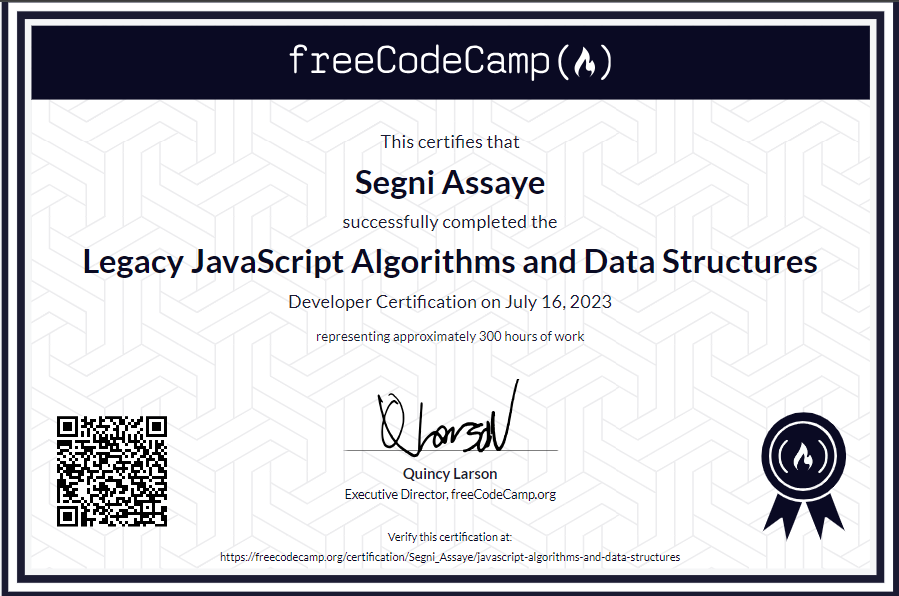 freeCodeCamp
This certifies that
Segni Assaye
successfully completed the
Legacy JavaScript Algorithms and Data Structures
Developer Certification on July 16, 2023
representing approximately 300 hours of work
QLarson
Quincy Larson
Executive Director, freeCodeCamp.org
Verify this certification at:
https://freecodecamp.org/certification/Segni_Assaye/javascript-algorithms-and-data-structures